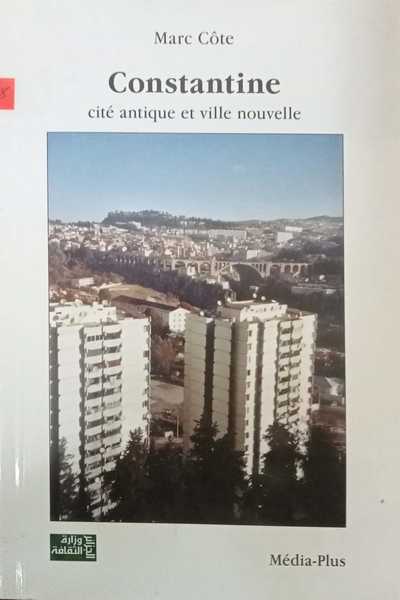 Marc Côte
Constantine
cité antique et ville nouvelle
وزارة
الثقافة
Média-Plus